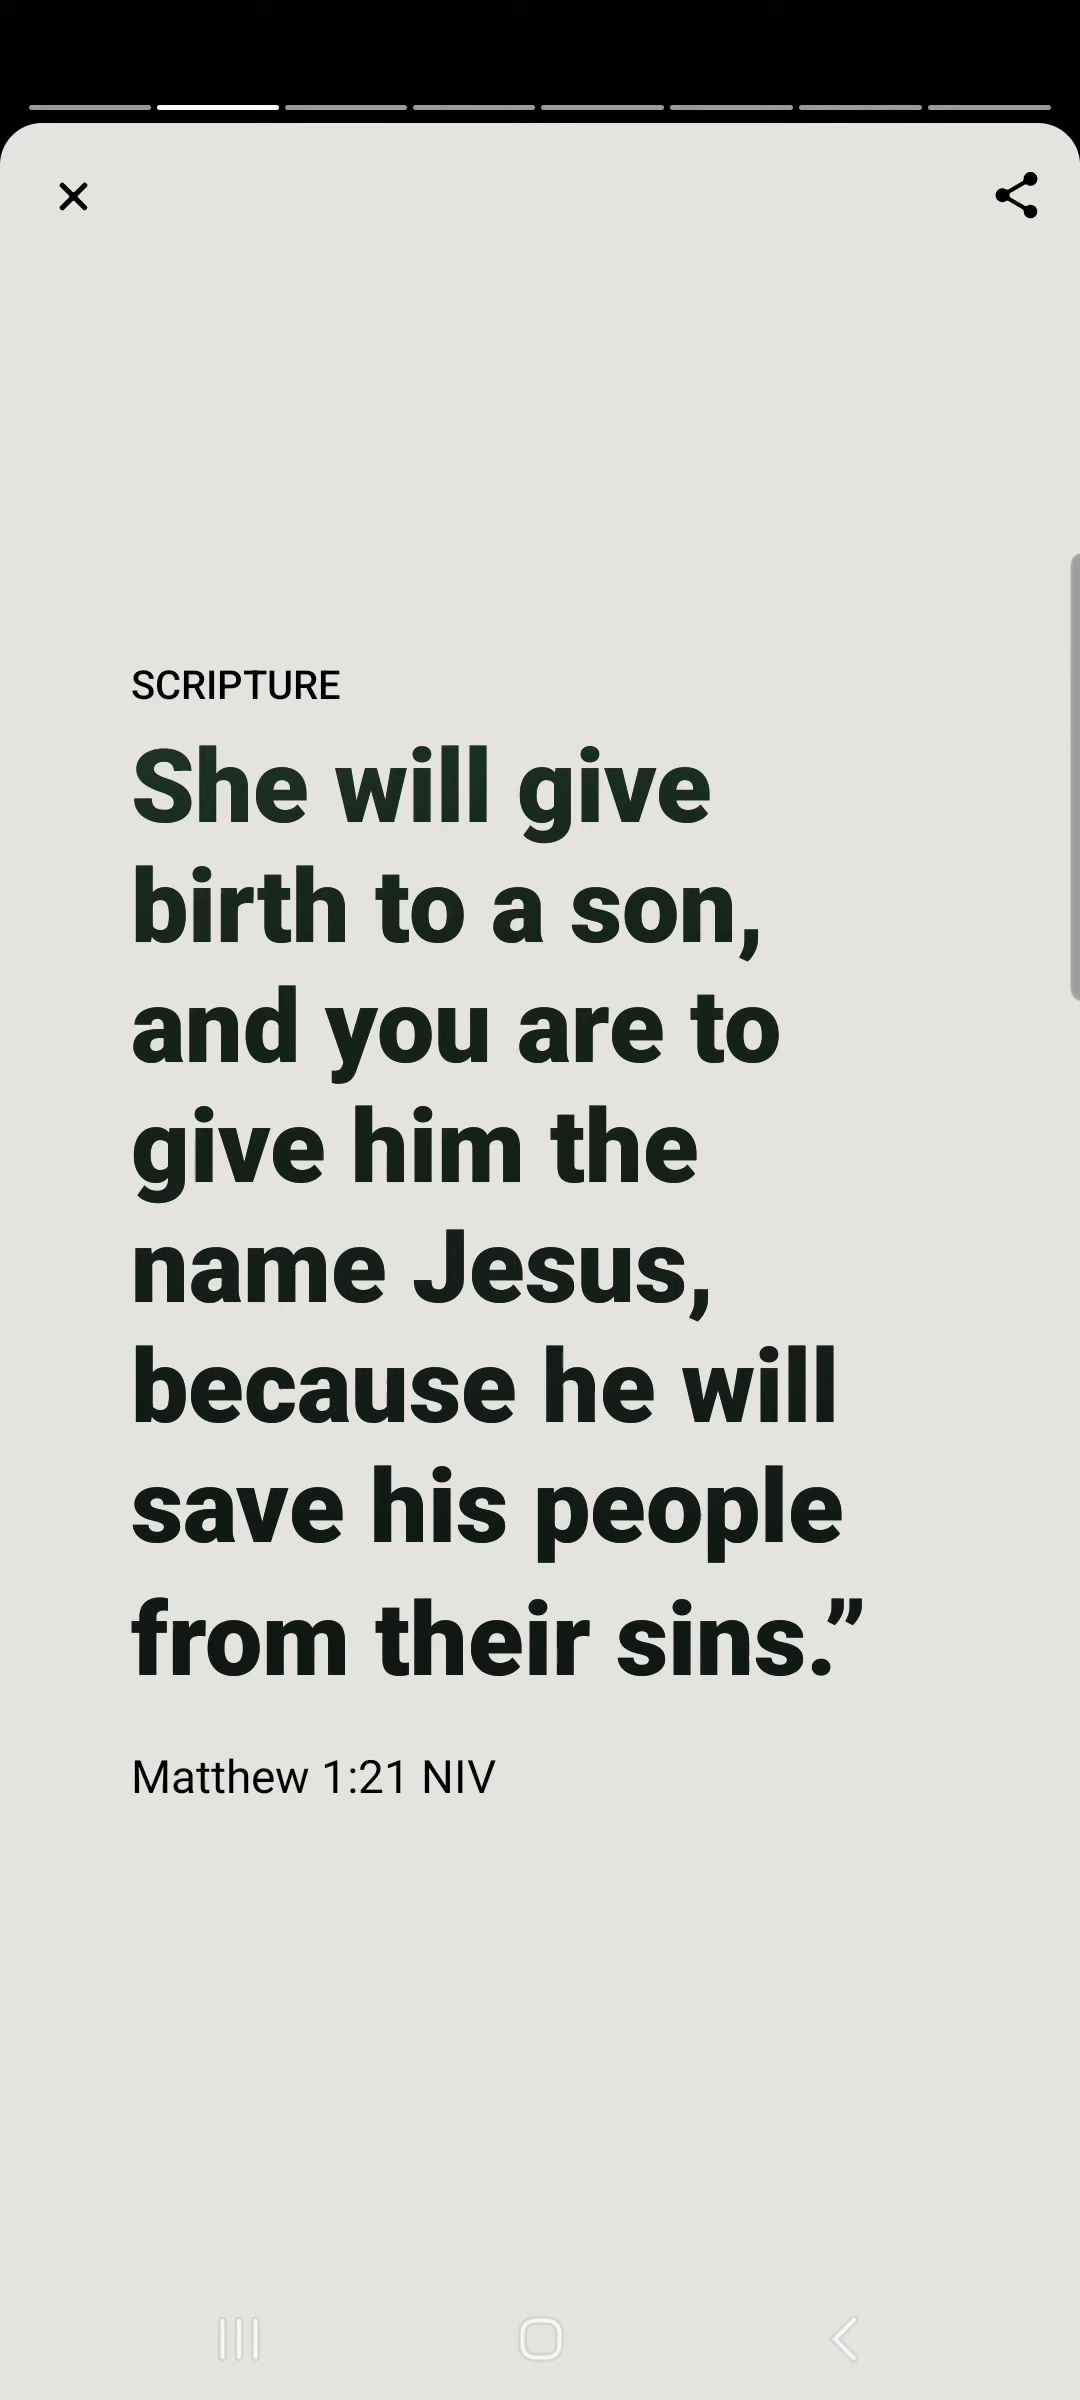 SCRIPTURE
She will give
birth to a son,
and you are to
give him the
name Jesus,
because he will
save his people
from their sins.”
Matthew 1:21 NIV